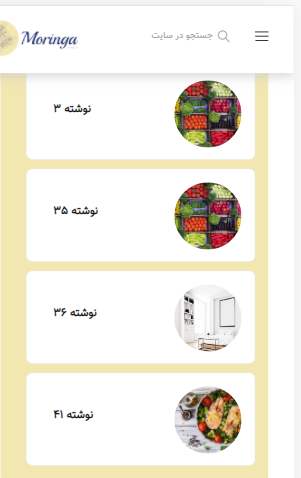 جستجو در سایت
Moringa
نوشته ۳
نوشته ۳۵
نوشته ۳۶
نوشته ۴۱